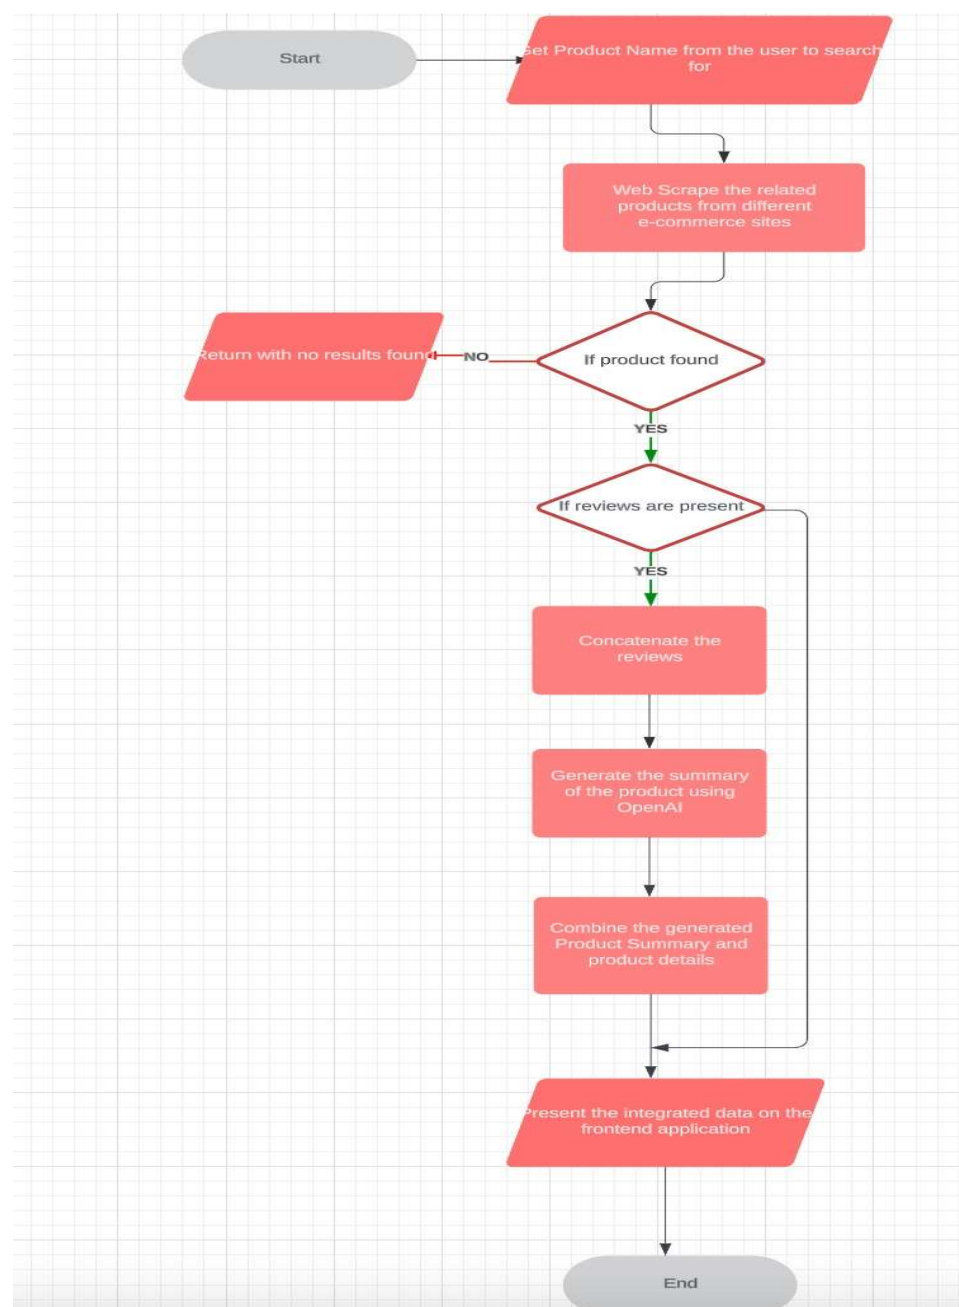 Start
Get Product Name from the user to search
for
Web Scrape the related
products from different
e-commerce sites
Return with no results found
NO
If product found
YES
If reviews are present
YES
Concatenate the
reviews
Generate the summary
of the product using
OpenAI
Combine the generated
Product Summary and
product details
Present the integrated data on the
frontend application
End